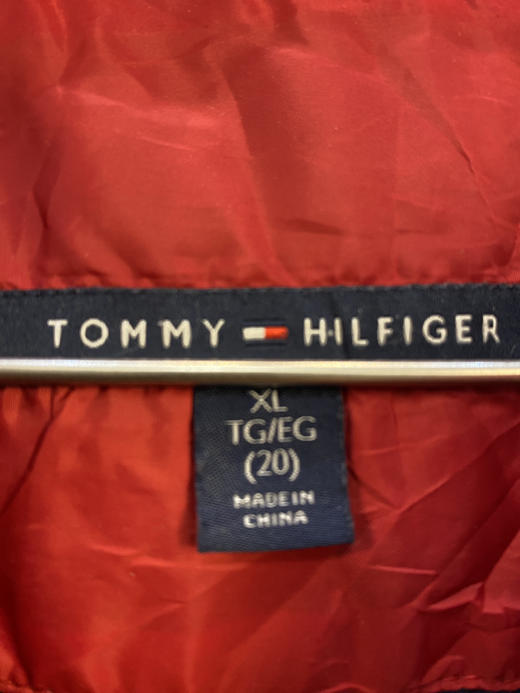 TOMMY HILFIGER
XL
TG/EG
(20)
MADE IN
CHINA